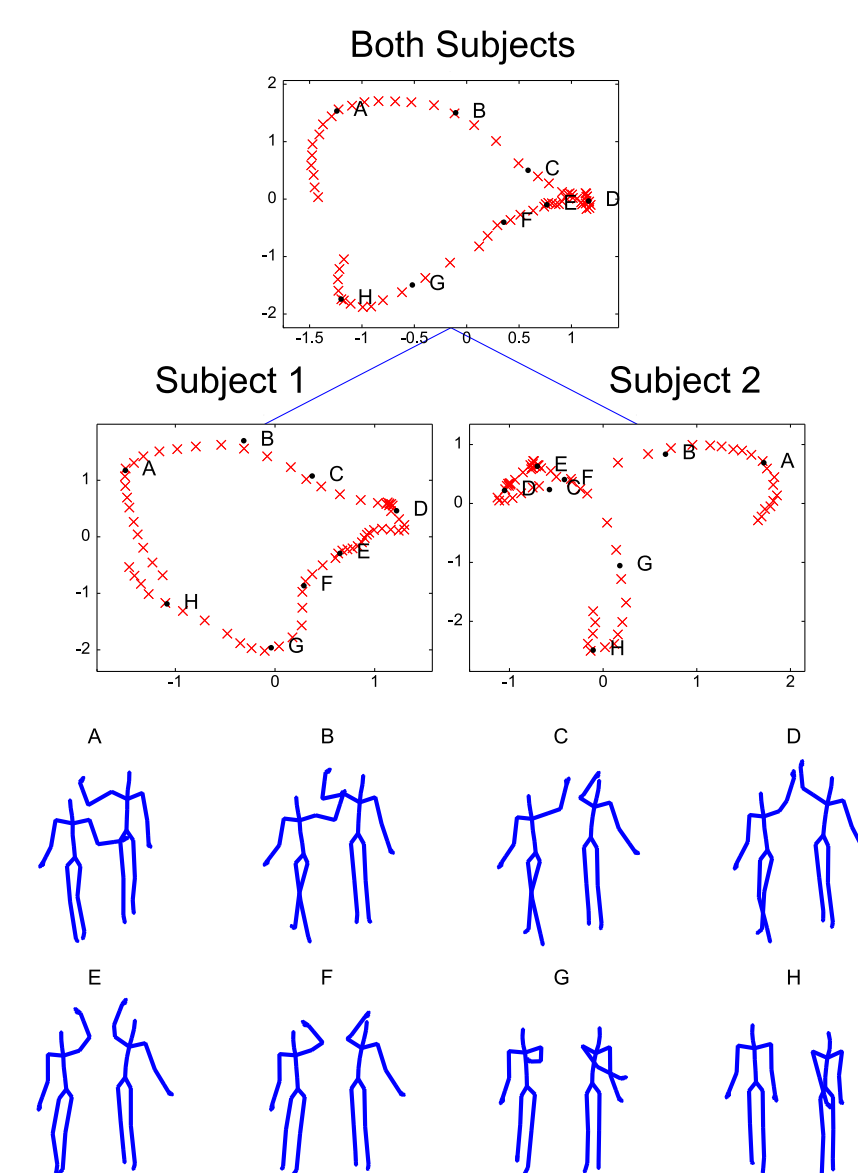 Both Subjects
2
1
0
-1
-2
A
B
C
D
E
F
G
H
-1.5 -1 -0.5 0 0.5 1
Subject 1 Subject 2
1
0
-1
-2
A
B
C
D
E
F
G
H
-1 0 1
1
0
-1
-2
A
B
C
D
E
F
G
H
-1 0 1 2
A B C D
E F G H